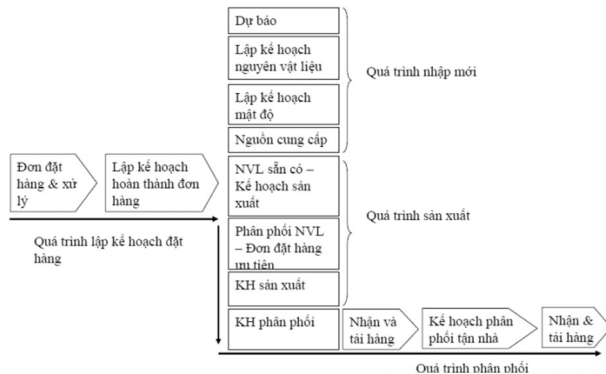 Dự báo
Lập kế hoạch
nguyên vật liệu
Quá trình nhập mới
Lập kế hoạch
mật độ
Nguồn cung cấp
Đơn đặt
hàng & xử
lý
Lập kế hoạch
hoàn thành đơn
hàng
NVL sẵn có –
Kế hoạch sản
xuất
Quá trình sản xuất
Quá trình lập kế hoạch đặt
hàng
Phân phối NVL
– Đơn đặt hàng
ưu tiên
KH sản xuất
KH phân phối
Nhận và
tải hàng
Kế hoạch phân
phối tận nhà
Nhận &
tải hàng
Quá trình phân phối